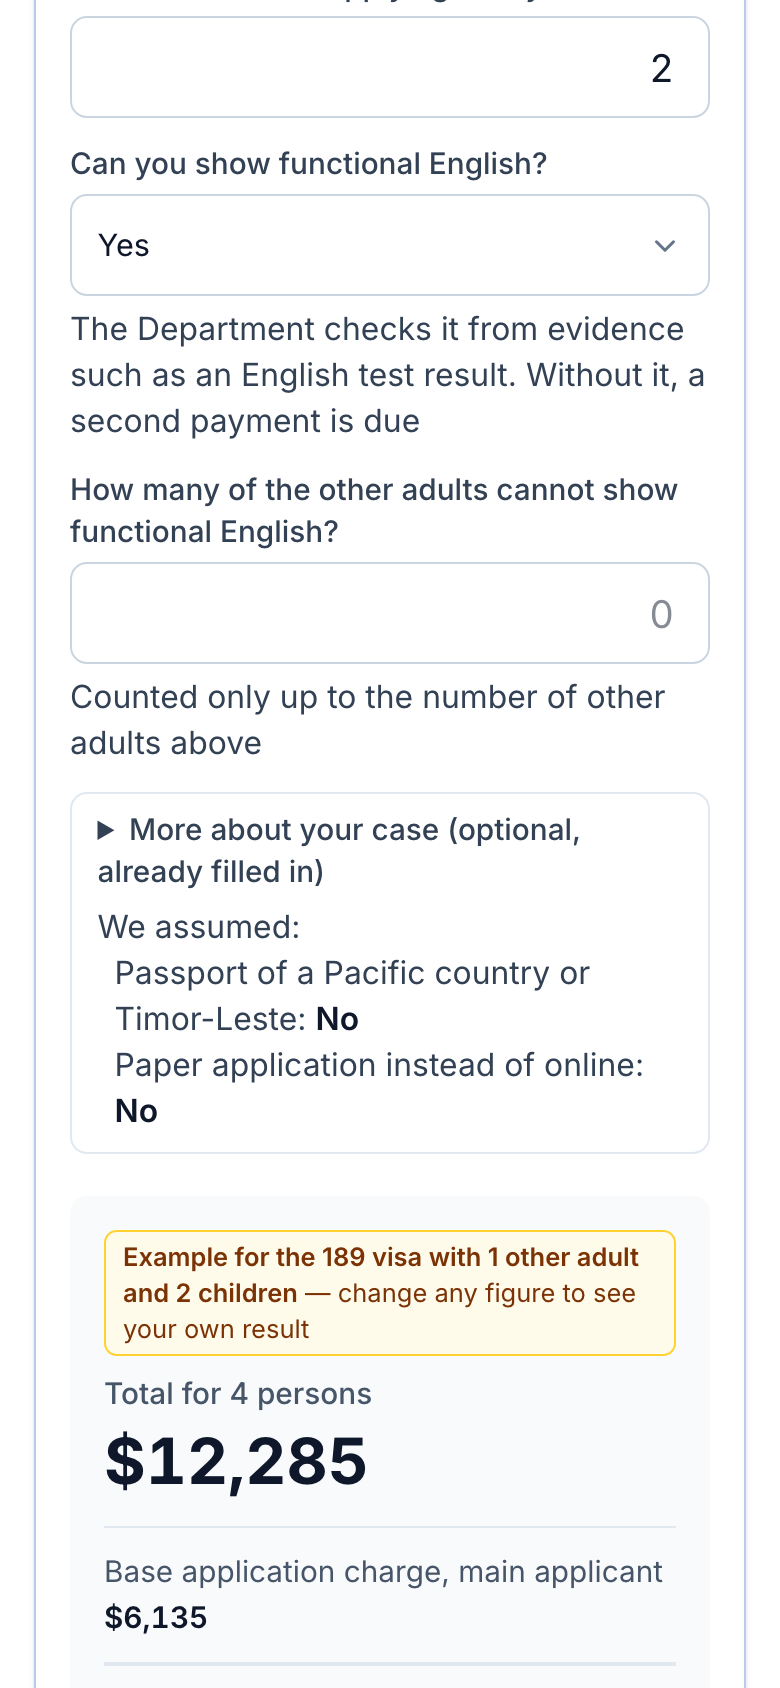 2
Can you show functional English?
Yes
The Department checks it from evidence
such as an English test result. Without it, a
second payment is due
How many of the other adults cannot show
functional English?
0
Counted only up to the number of other
adults above
▶ More about your case (optional,
already filled in)
We assumed:
Passport of a Pacific country or
Timor-Leste: No
Paper application instead of online:
No
Example for the 189 visa with 1 other adult
and 2 children — change any figure to see
your own result
Total for 4 persons
$12,285
Base application charge, main applicant
$6,135